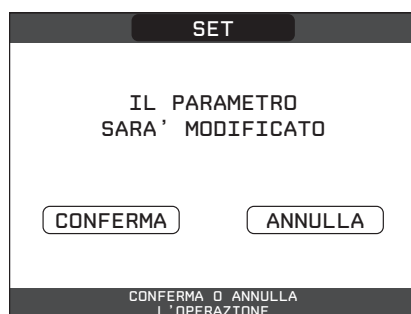 SET
IL PARAMETRO
SARA' MODIFICATO
CONFERMA
ANNULLA
CONFERMA O ANNULLA
L'OPERAZIONE